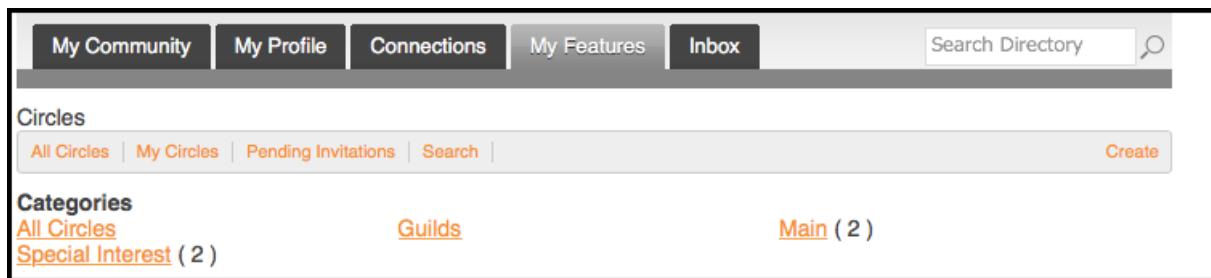 My Community My Profile Connections My Features Inbox Search Directory
Circles
All Circles | My Circles | Pending Invitations | Search | Create
Categories
All Circles Guilds Main ( 2 )
Special Interest ( 2 )